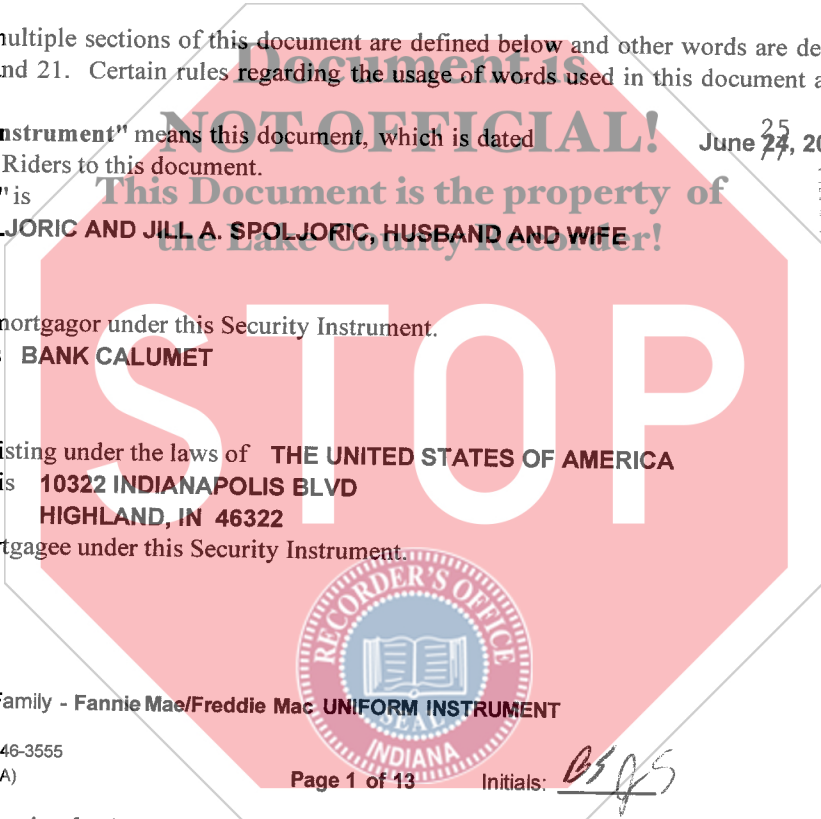 multiple sections of this document are defined below and other words are de
nd 21. Certain rules regarding the usage of words used in this document a
Document is
NOT OFFICIAL!
This Document is the property of
the Lake County Recorder!
nstrument" means this document, which is dated June 24, 20
25
Riders to this document.
" is
JORIC AND JILL A. SPOLJORIC, HUSBAND AND WIFE
mortgagor under this Security Instrument.
BANK CALUMET
STOP
isting under the laws of THE UNITED STATES OF AMERICA
is 10322 INDIANAPOLIS BLVD
HIGHLAND, IN 46322
rtgagee under this Security Instrument.
RECORDER'S OFFICE
SEAL
INDIANA
Family - Fannie Mae/Freddie Mac UNIFORM INSTRUMENT
46-3555
A)
Page 1 of 13 Initials: BS JS